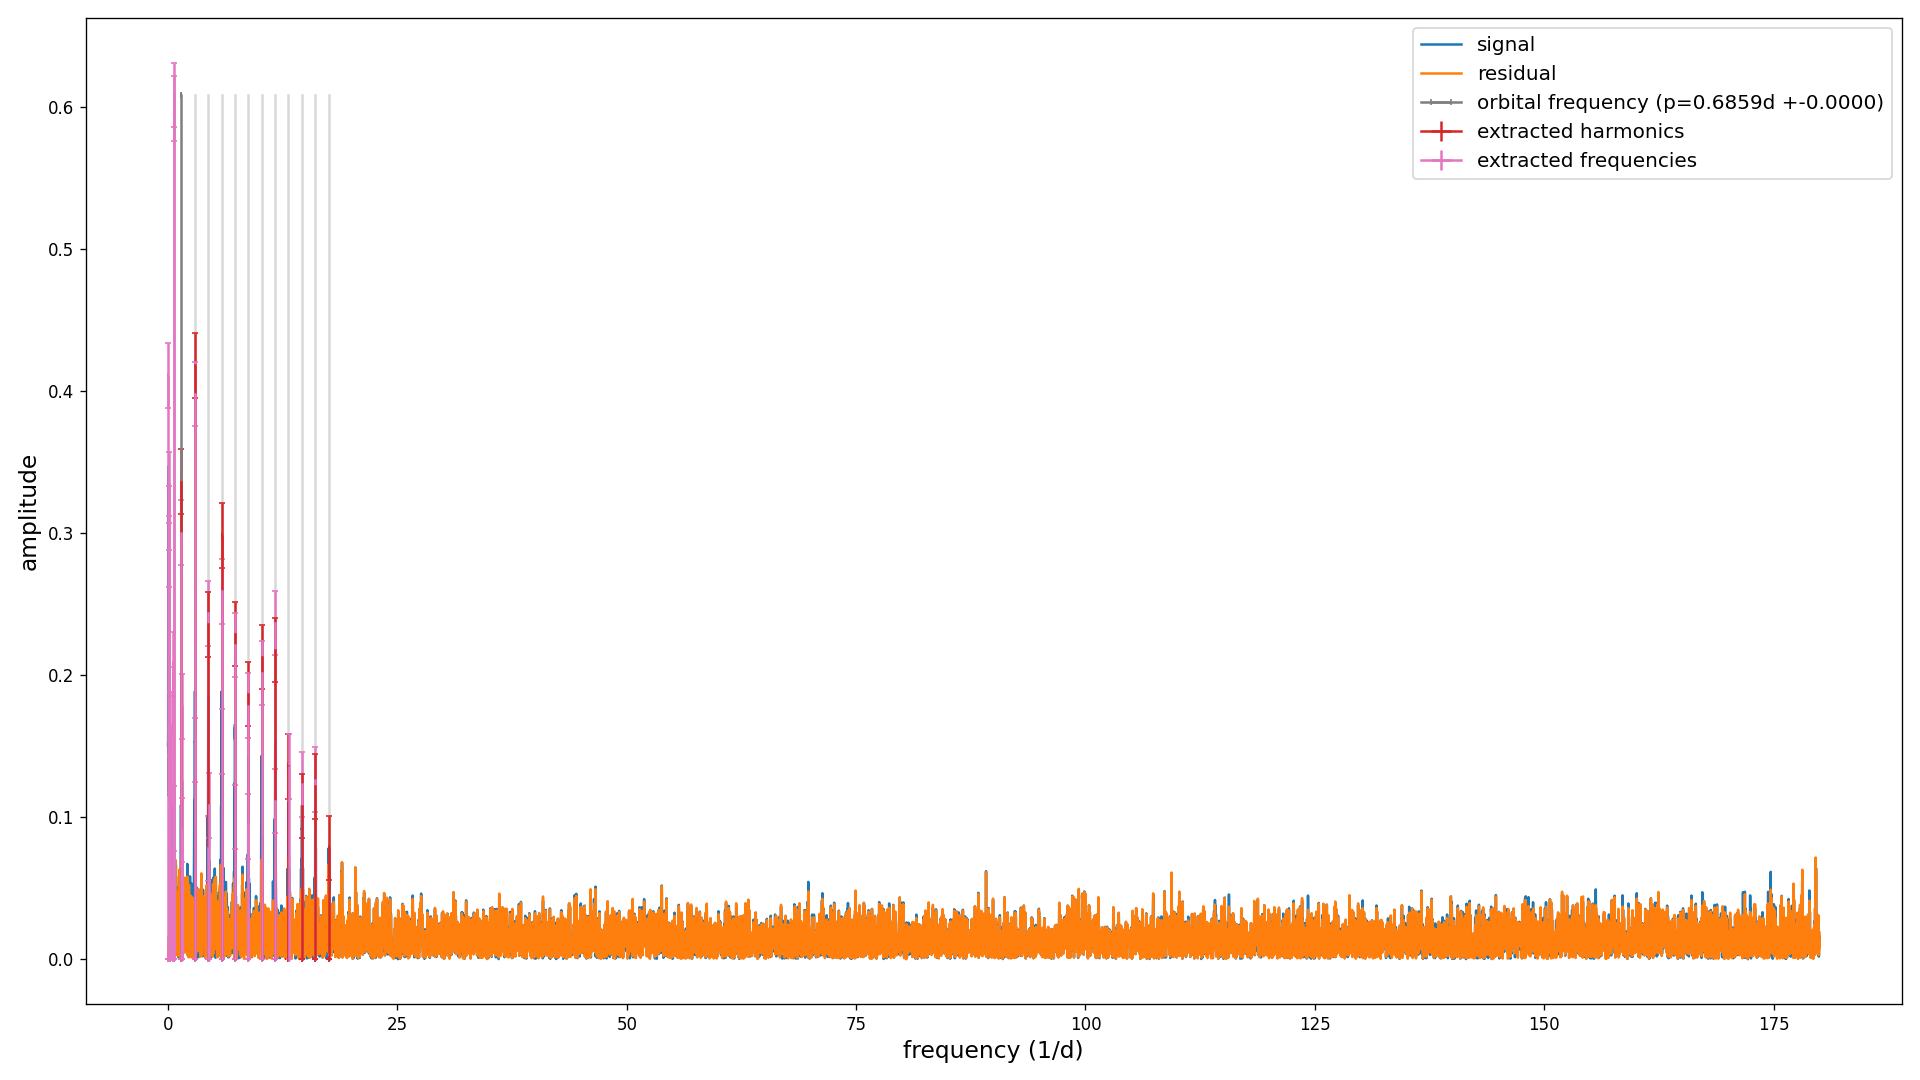 signal
residual
orbital frequency (p=0.6859d +-0.0000)
extracted harmonics
extracted frequencies
amplitude
0.6
0.5
0.4
0.3
0.2
0.1
0.0
0 25 50 75 100 125 150 175
frequency (1/d)